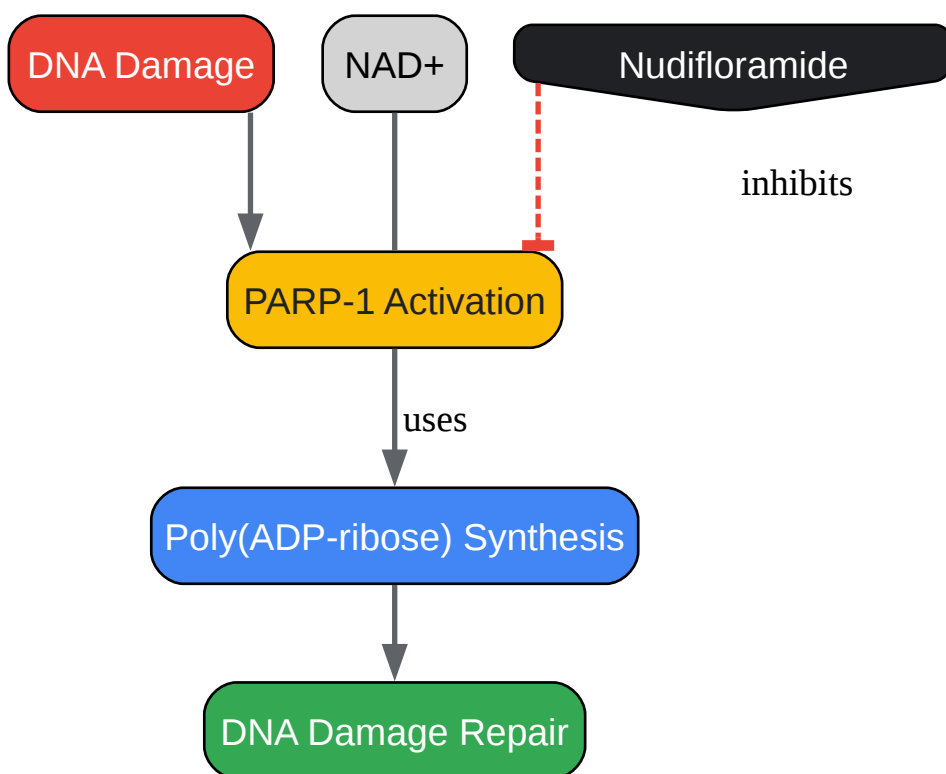 DNA Damage
NAD+
Nudifloramide
inhibits
PARP-1 Activation
uses
Poly(ADP-ribose) Synthesis
DNA Damage Repair